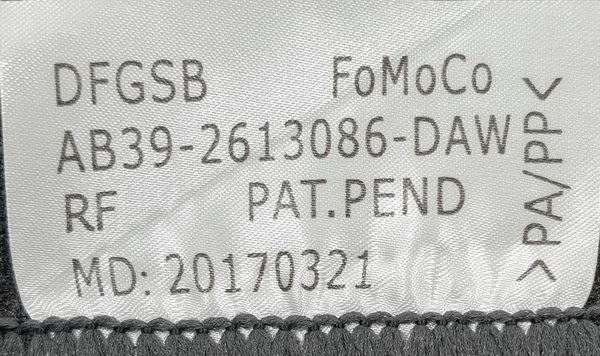 DFGSB FoMoCo
AB39-2613086-DAW
RF PAT.PEND
MD: 20170321
>PA/PP<